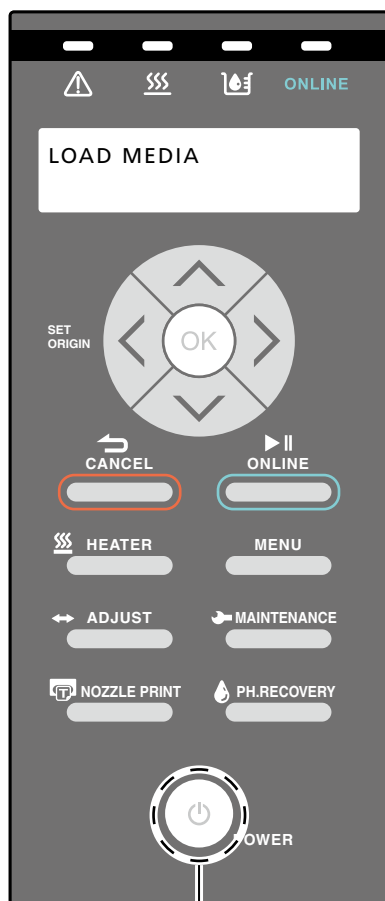 ONLINE
LOAD MEDIA
SET
ORIGIN
OK
CANCEL
ONLINE
HEATER
MENU
ADJUST
MAINTENANCE
T
NOZZLE PRINT
PH.RECOVERY
POWER